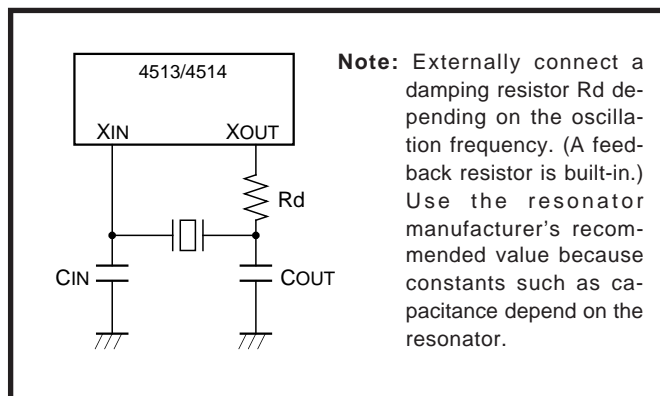 4513/4514
XIN
XOUT
Rd
CIN
COUT
Note: Externally connect a
damping resistor Rd de-
pending on the oscilla-
tion frequency. (A feed-
back resistor is built-in.)
Use the resonator
manufacturer's recom-
mended value because
constants such as ca-
pacitance depend on the
resonator.